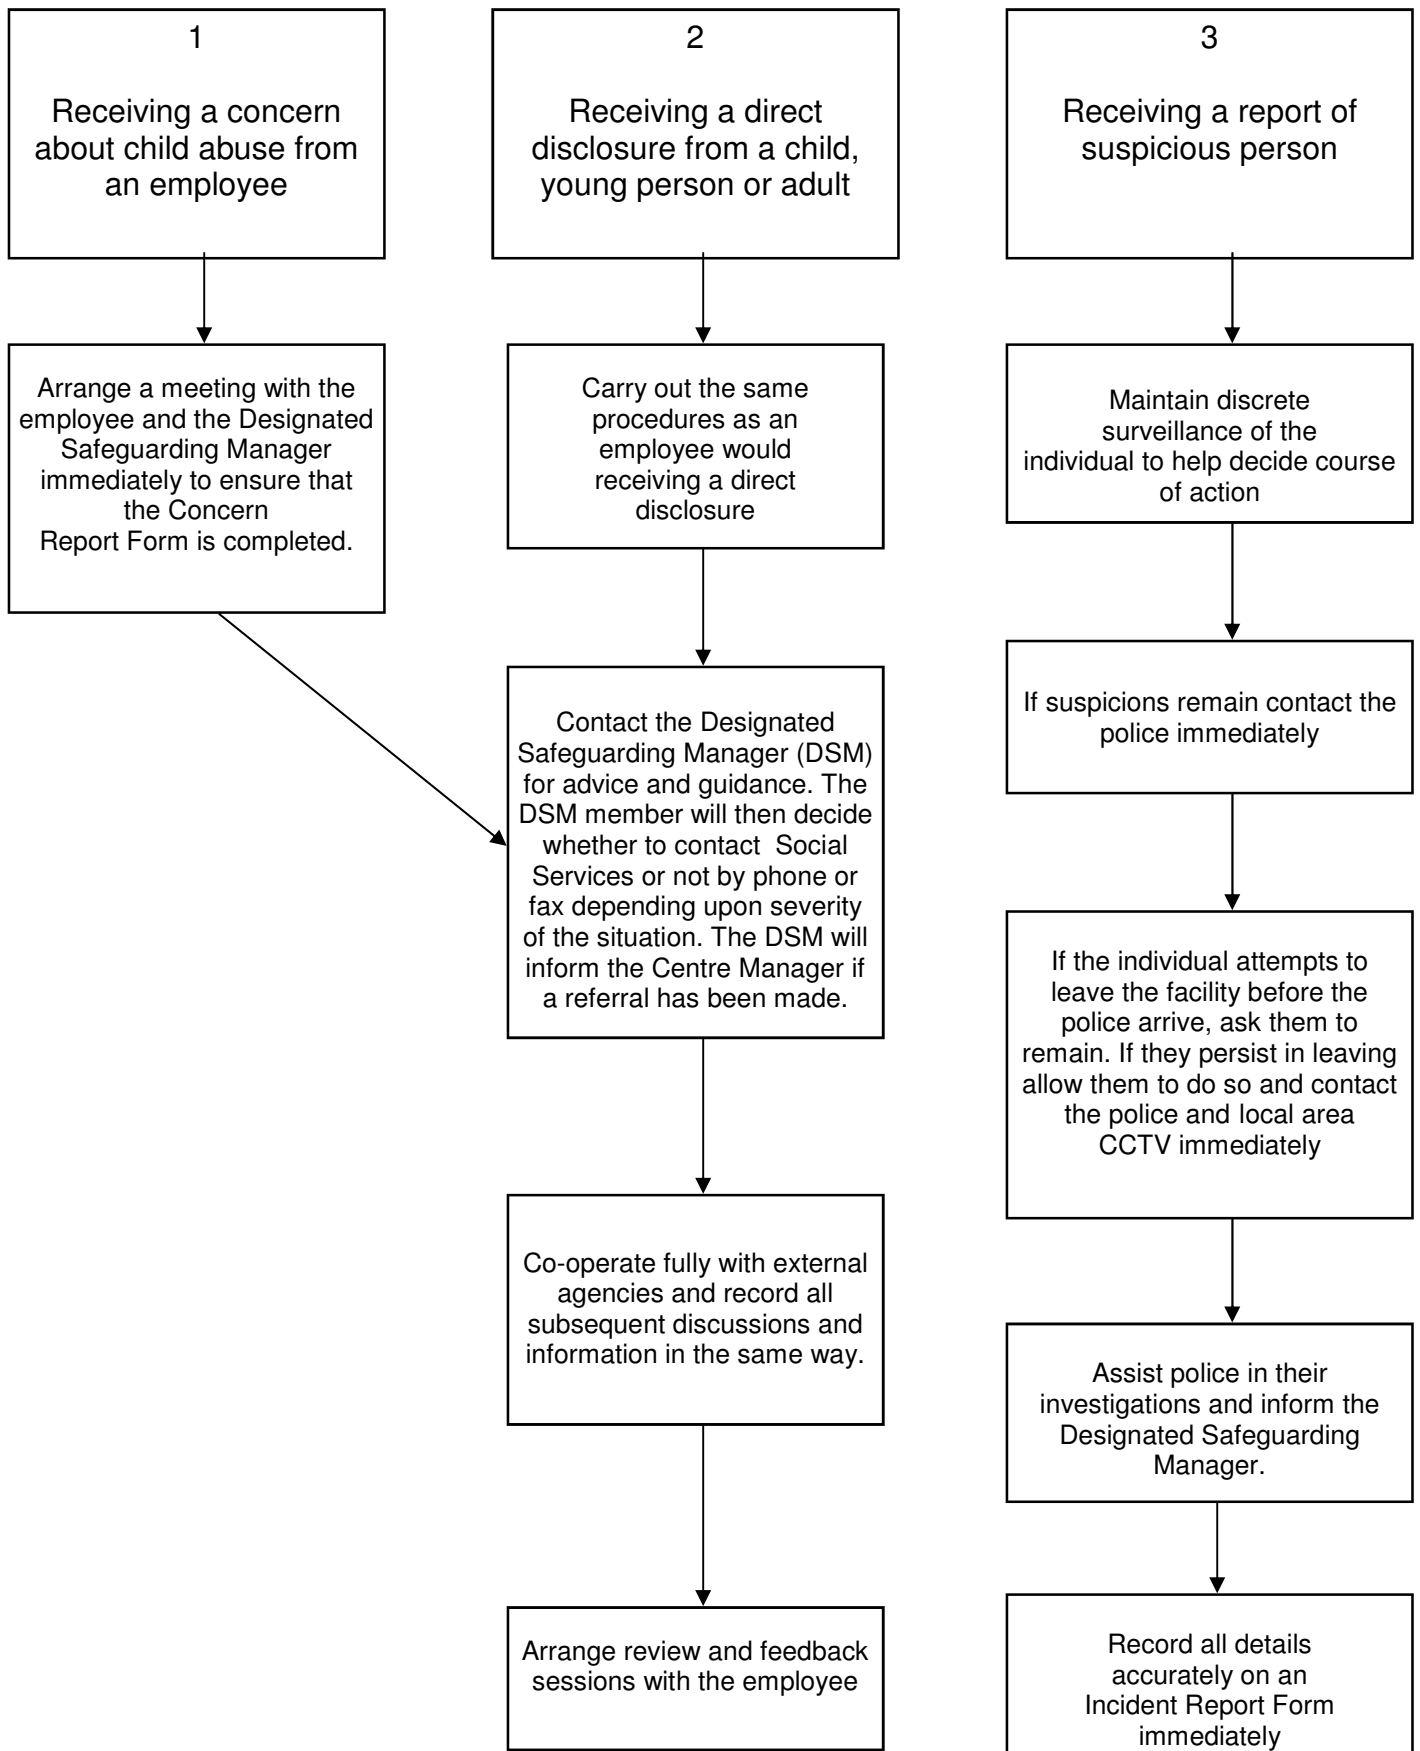 1
Receiving a concern
about child abuse from
an employee
Arrange a meeting with the
employee and the Designated
Safeguarding Manager
immediately to ensure that
the Concern
Report Form is completed.
2
Receiving a direct
disclosure from a child,
young person or adult
Carry out the same
procedures as an
employee would
receiving a direct
disclosure
Contact the Designated
Safeguarding Manager (DSM)
for advice and guidance. The
DSM member will then decide
whether to contact  Social
Services or not by phone or
fax depending upon severity
of the situation. The DSM will
inform the Centre Manager if
a referral has been made.
Co-operate fully with external
agencies and record all
subsequent discussions and
information in the same way.
Arrange review and feedback
sessions with the employee
3
Receiving a report of
suspicious person
Maintain discrete
surveillance of the
individual to help decide course
of action
If suspicions remain contact the
police immediately
If the individual attempts to
leave the facility before the
police arrive, ask them to
remain. If they persist in leaving
allow them to do so and contact
the police and local area
CCTV immediately
Assist police in their
investigations and inform the
Designated Safeguarding
Manager.
Record all details
accurately on an
Incident Report Form
immediately